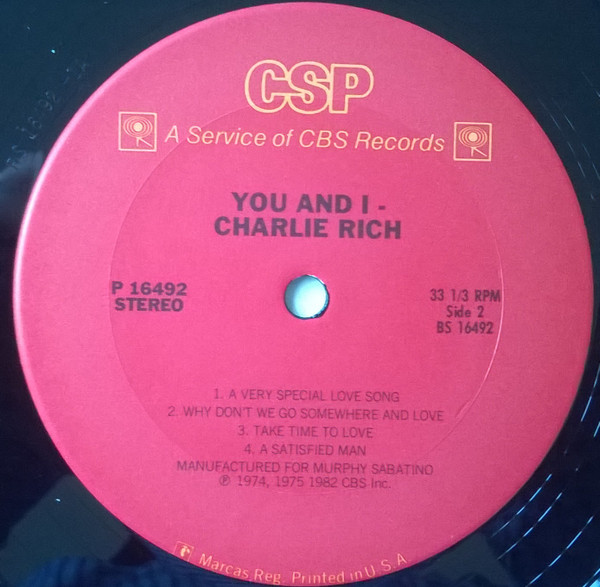 CSP
A Service of CBS Records
YOU AND I -
CHARLIE RICH
P 16492
STEREO
33 1/3 RPM
Side 2
BS 16492
1. A VERY SPECIAL LOVE SONG
2. WHY DON'T WE GO SOMEWHERE AND LOVE
3. TAKE TIME TO LOVE
4. A SATISFIED MAN
MANUFACTURED FOR MURPHY SABATINO
℗ 1974, 1975 1982 CBS Inc.
Marcas Reg. Printed in U.S.A.